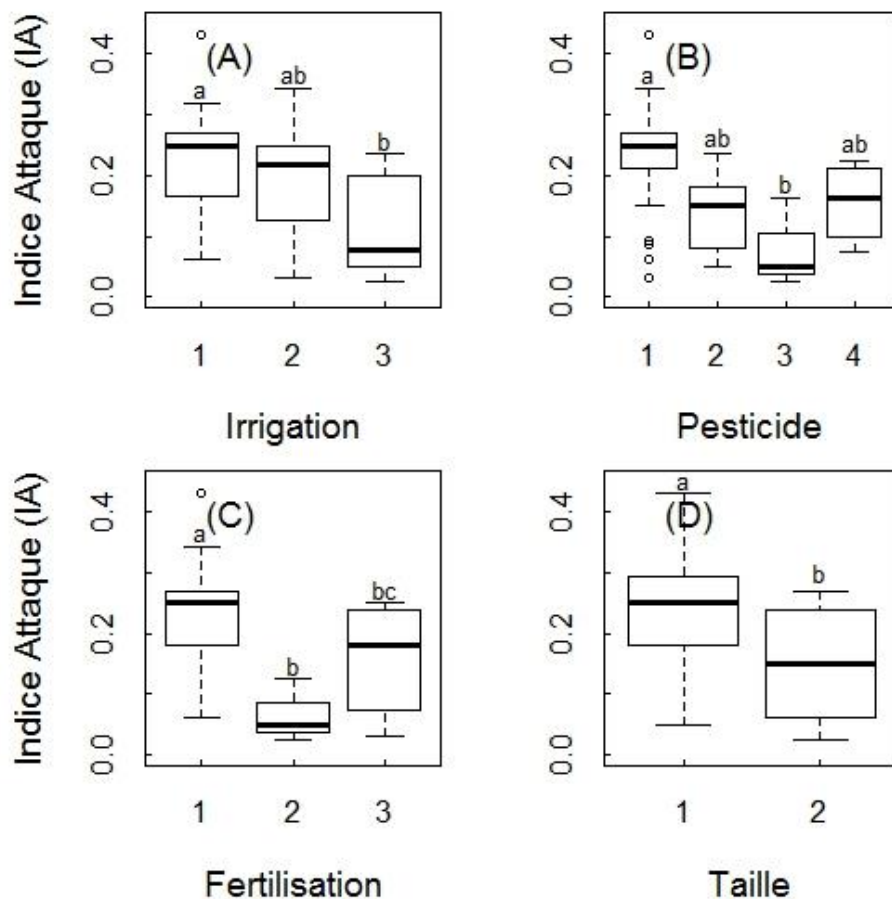 Indice Attaque (IA)
0.0 0.2 0.4
(A)
a ab b
1 2 3
Irrigation
0.0 0.2 0.4
(B)
a ab b ab
1 2 3 4
Pesticide
Indice Attaque (IA)
0.0 0.2 0.4
(C)
a b bc
1 2 3
Fertilisation
0.0 0.2 0.4
(D)
a b
1 2
Taille